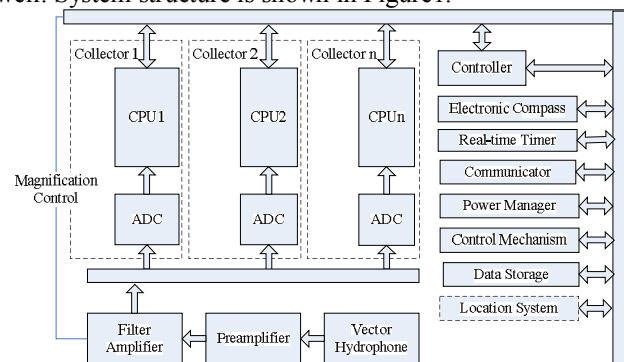 well. System structure is shown in Figure1.
Collector 1
Collector 2
Collector n
Controller
CPU1
CPU2
CPUn
Electronic Compass
Real-time Timer
Communicator
Magnification
Control
ADC
ADC
ADC
Power Manager
Control Mechanism
Data Storage
Location System
Filter
Amplifier
Preamplifier
Vector
Hydrophone